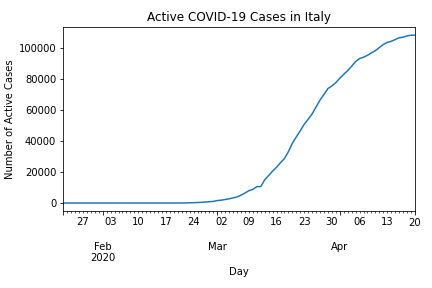 Active COVID-19 Cases in Italy
Number of Active Cases
100000
80000
60000
40000
20000
0
27 03 10 17 24 02 09 16 23 30 06 13 20
Feb Mar Apr
2020
Day